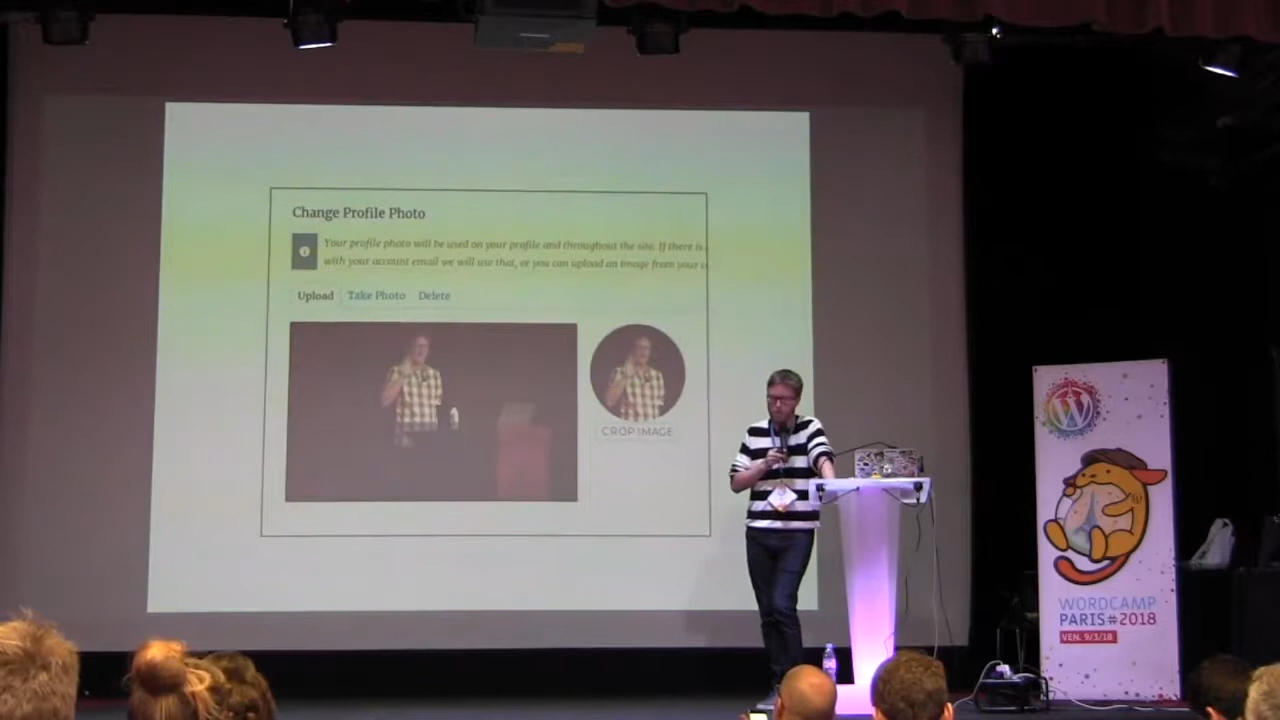 Change Profile Photo
Your profile photo will be used on your profile and throughout the site. If there is
with your account email we will use that, or you can upload an image from your
Upload Take Photo Delete
CROP IMAGE
WORDCAMP
PARIS#2018
VEN. 9/3/18